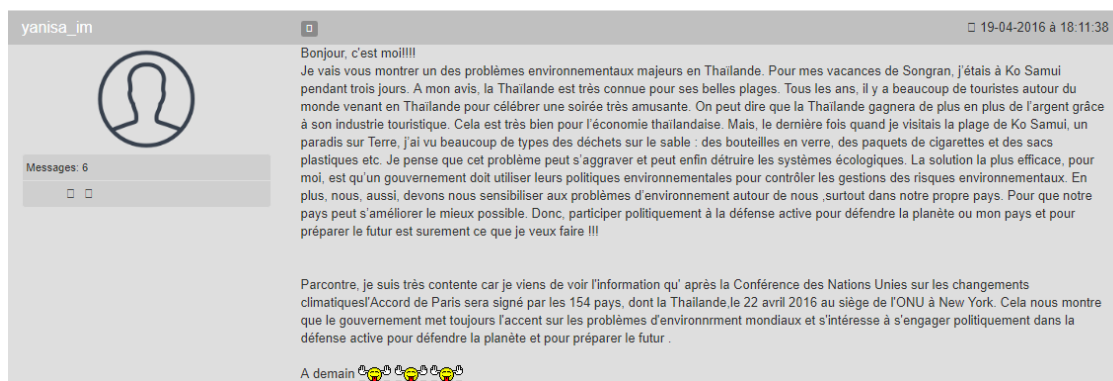 yanisa_im
19-04-2016 à 18:11:38
Messages: 6
Bonjour, c'est moi!!!!
Je vais vous montrer un des problèmes environnementaux majeurs en Thaïlande. Pour mes vacances de Songran, j'étais à Ko Samui
pendant trois jours. A mon avis, la Thaïlande est très connue pour ses belles plages. Tous les ans, il y a beaucoup de touristes autour du
monde venant en Thaïlande pour célébrer une soirée très amusante. On peut dire que la Thaïlande gagnera de plus en plus de l'argent grâce
à son industrie touristique. Cela est très bien pour l'économie thaïlandaise. Mais, le dernière fois quand je visitais la plage de Ko Samui, un
paradis sur Terre, j'ai vu beaucoup de types des déchets sur le sable : des bouteilles en verre, des paquets de cigarettes et des sacs
plastiques etc. Je pense que cet problème peut s'aggraver et peut enfin détruire les systèmes écologiques. La solution la plus efficace, pour
moi, est qu'un gouvernement doit utiliser leurs politiques environnementales pour contrôler les gestions des risques environnementaux. En
plus, nous, aussi, devons nous sensibiliser aux problèmes d'environnement autour de nous ,surtout dans notre propre pays. Pour que notre
pays peut s'améliorer le mieux possible. Donc, participer politiquement à la défense active pour défendre la planète ou mon pays et pour
préparer le futur est surement ce que je veux faire !!!
Parcontre, je suis très contente car je viens de voir l'information qu' après la Conférence des Nations Unies sur les changements
climatiquesl'Accord de Paris sera signé par les 154 pays, dont la Thailande,le 22 avril 2016 au siège de l'ONU à New York. Cela nous montre
que le gouvernement met toujours l'accent sur les problèmes d'environnrment mondiaux et s'intéresse à s'engager politiquement dans la
défense active pour défendre la planète et pour préparer le futur .
A demain